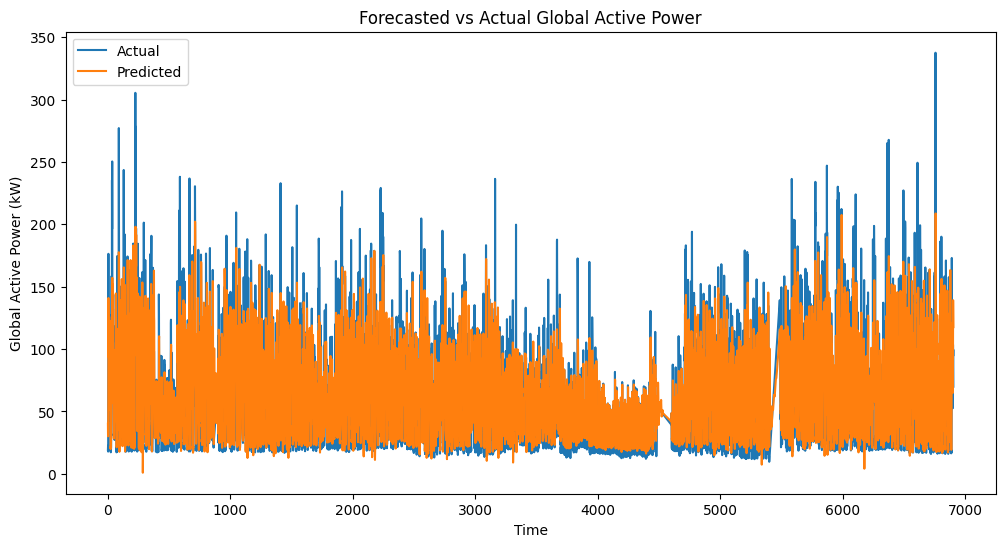 Forecasted vs Actual Global Active Power
Actual
Predicted
Global Active Power (kW)
350
300
250
200
150
100
50
0
0 1000 2000 3000 4000 5000 6000 7000
Time